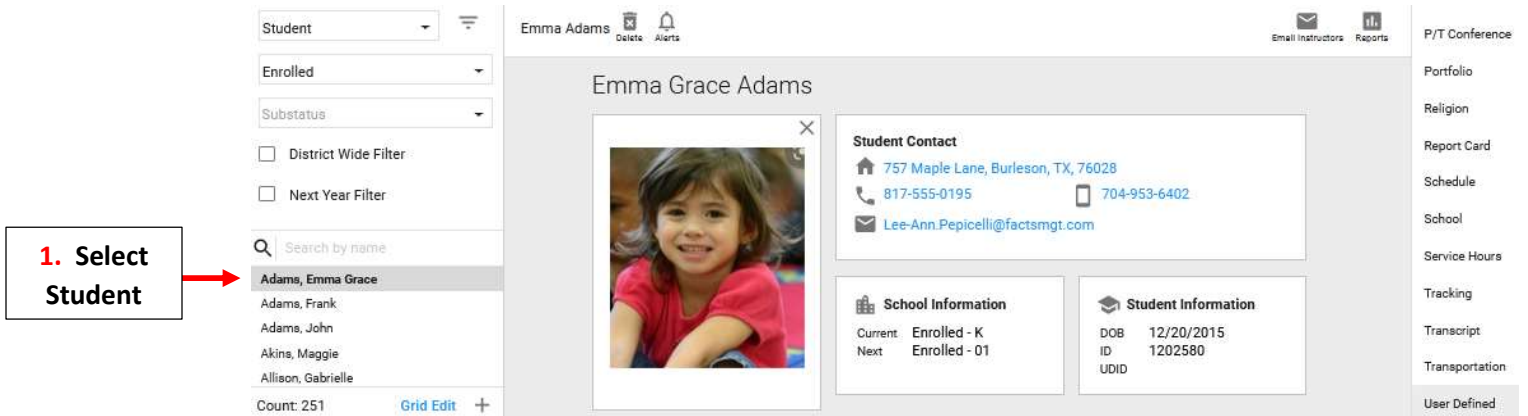 1. Select
Student
Student
Enrolled
Substatus
District Wide Filter
Next Year Filter
Search by name
Adams, Emma Grace
Adams, Frank
Adams, John
Akins, Maggie
Allison, Gabrielle
Count: 251 Grid Edit +
Emma Adams Delete Alerts
Email Instructors Reports
Emma Grace Adams
Student Contact
757 Maple Lane, Burleson, TX, 76028
817-555-0195 704-953-6402
Lee-Ann.Pepicelli@factsmgt.com
School Information
Current Enrolled - K
Next Enrolled - 01
Student Information
DOB 12/20/2015
ID 1202580
UDID
P/T Conference
Portfolio
Religion
Report Card
Schedule
School
Service Hours
Tracking
Transcript
Transportation
User Defined